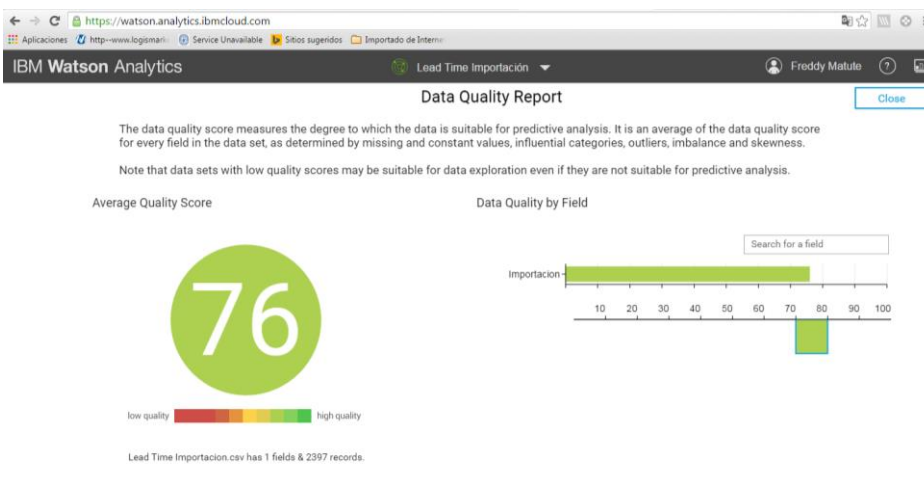 https://watson.analytics.ibmcloud.com
Aplicaciones http--www.logismari Service Unavailable Sitios sugeridos Importado de Interne
IBM Watson Analytics Lead Time Importación Freddy Matute ?
Data Quality Report
Close
The data quality score measures the degree to which the data is suitable for predictive analysis. It is an average of the data quality score
for every field in the data set, as determined by missing and constant values, influential categories, outliers, imbalance and skewness.
Note that data sets with low quality scores may be suitable for data exploration even if they are not suitable for predictive analysis.
Average Quality Score
Data Quality by Field
Search for a field
Importacion
10 20 30 40 50 60 70 80 90 100
76
low quality high quality
Lead Time Importacion.csv has 1 fields & 2397 records.